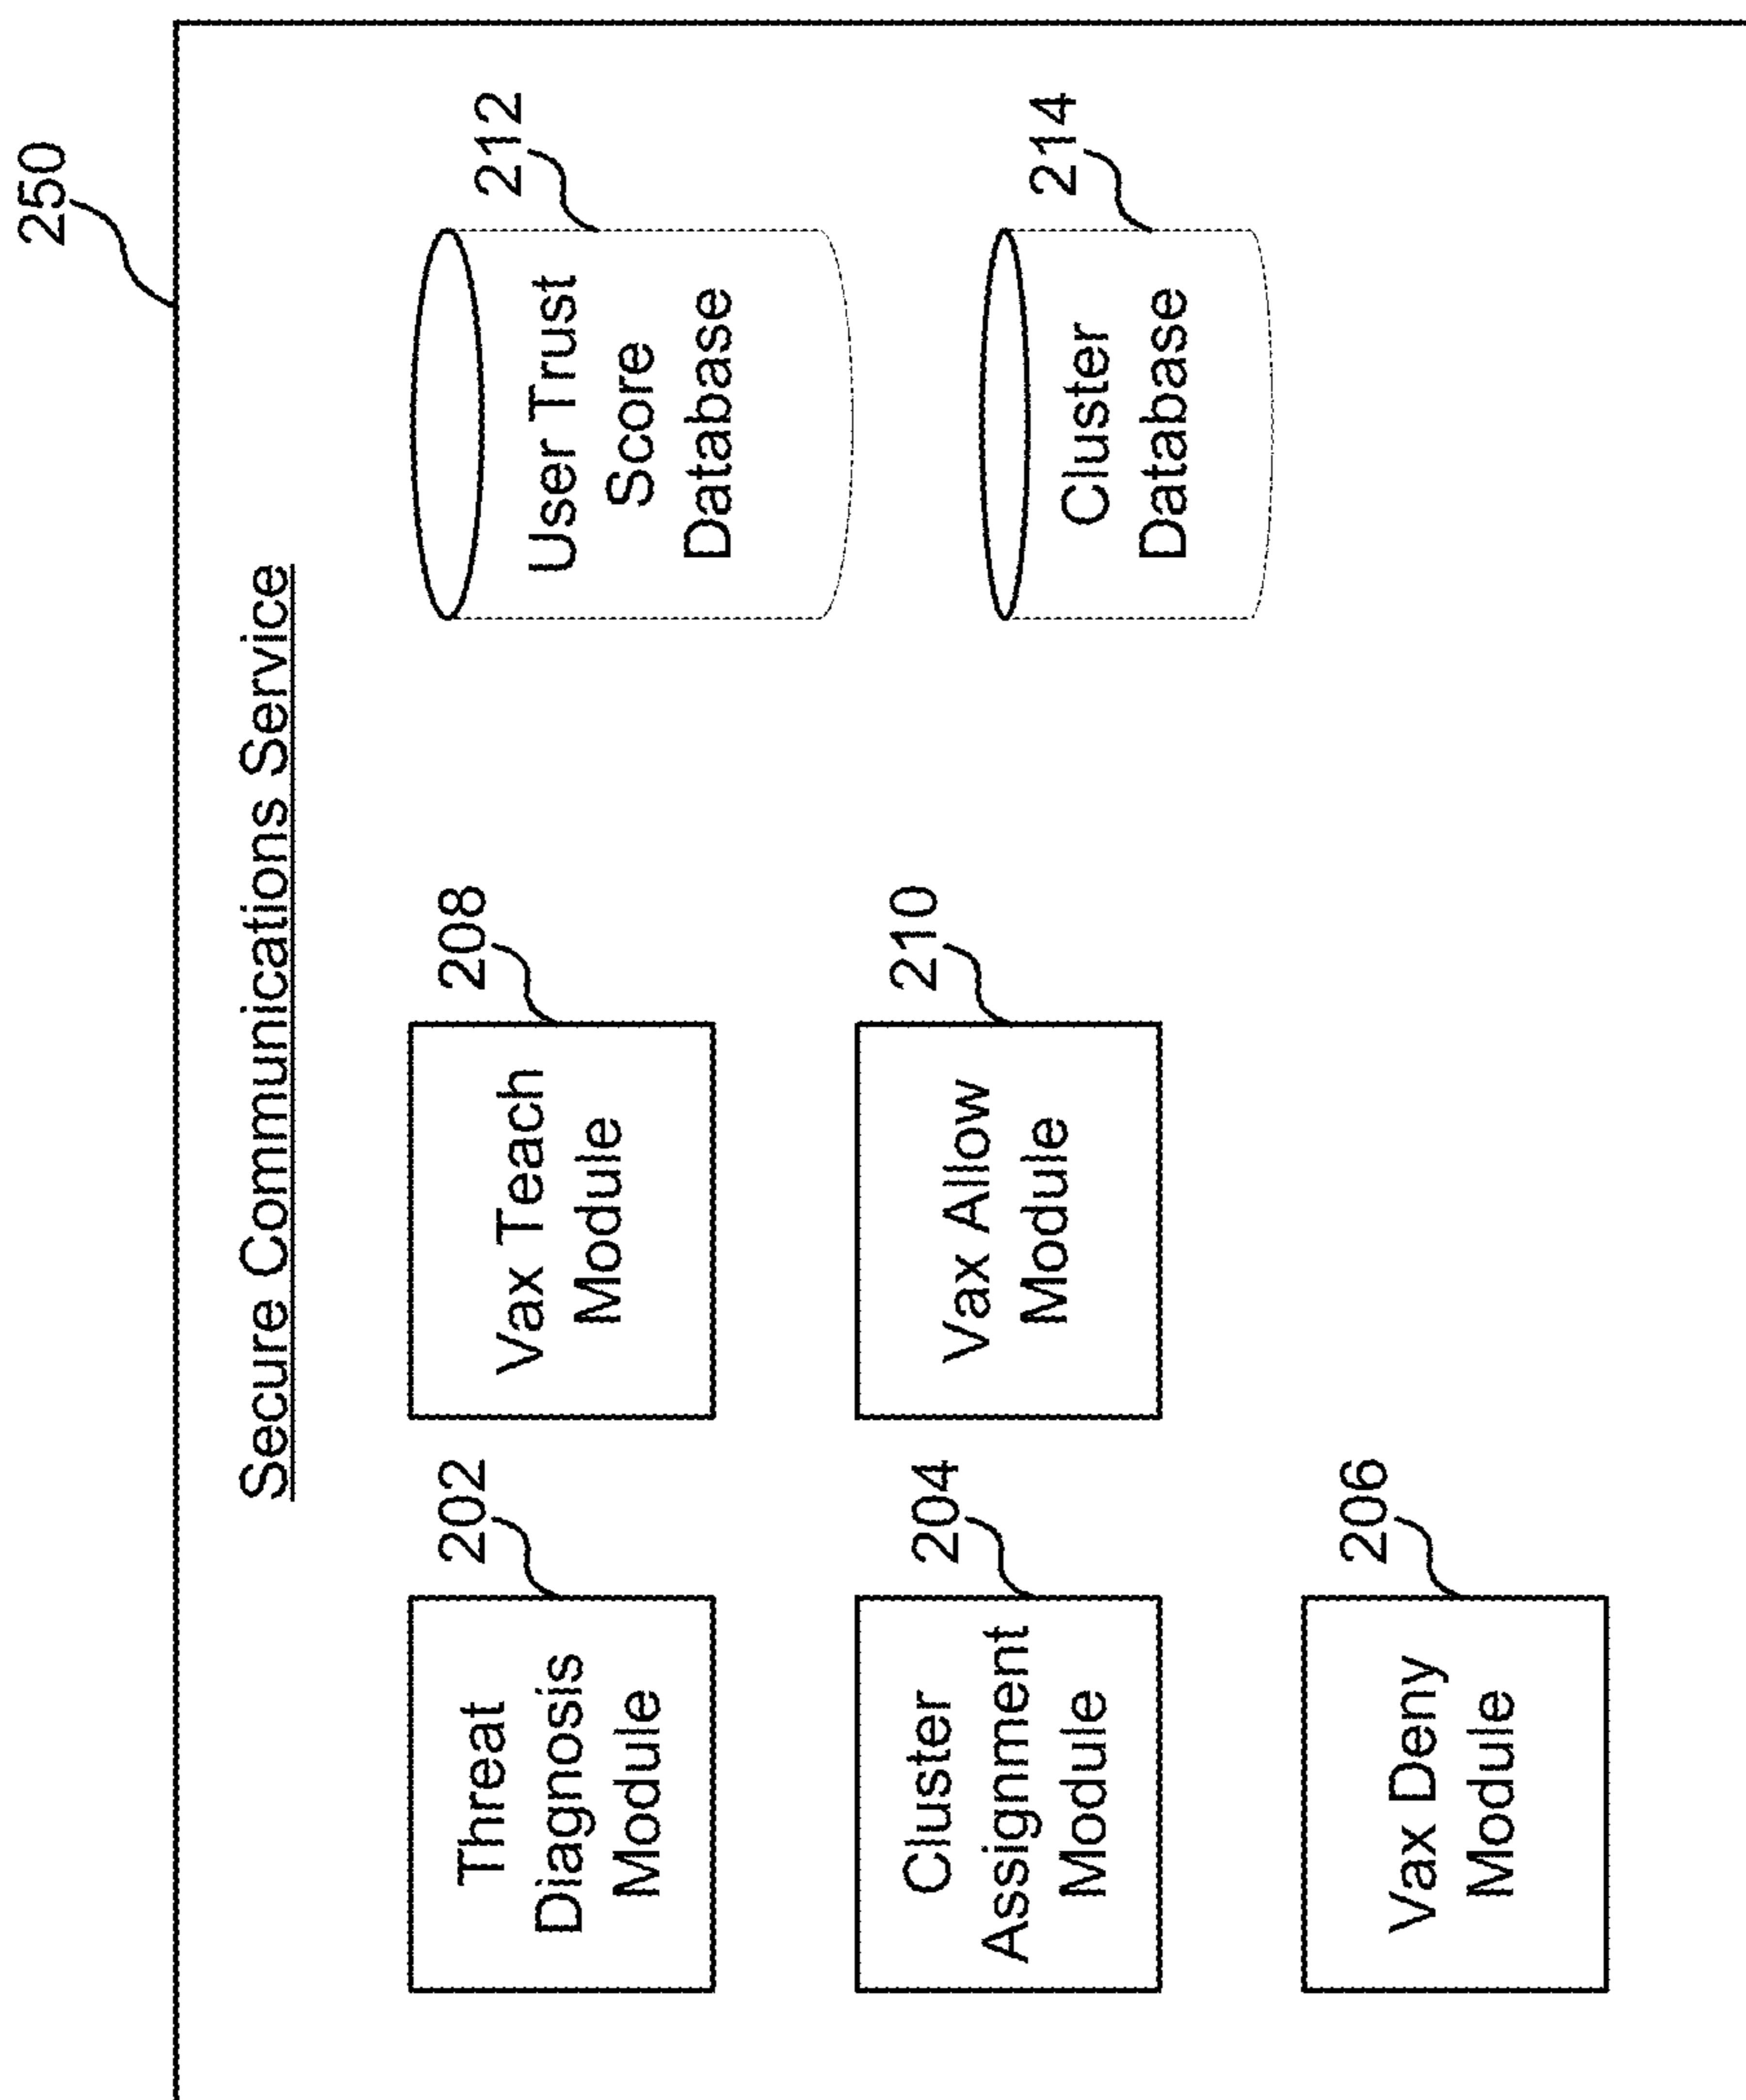 250
Secure Communications Service
202
Threat
Diagnosis
Module
208
Vax Teach
Module
212
User Trust
Score
Database
204
Cluster
Assignment
Module
210
Vax Allow
Module
214
Cluster
Database
206
Vax Deny
Module